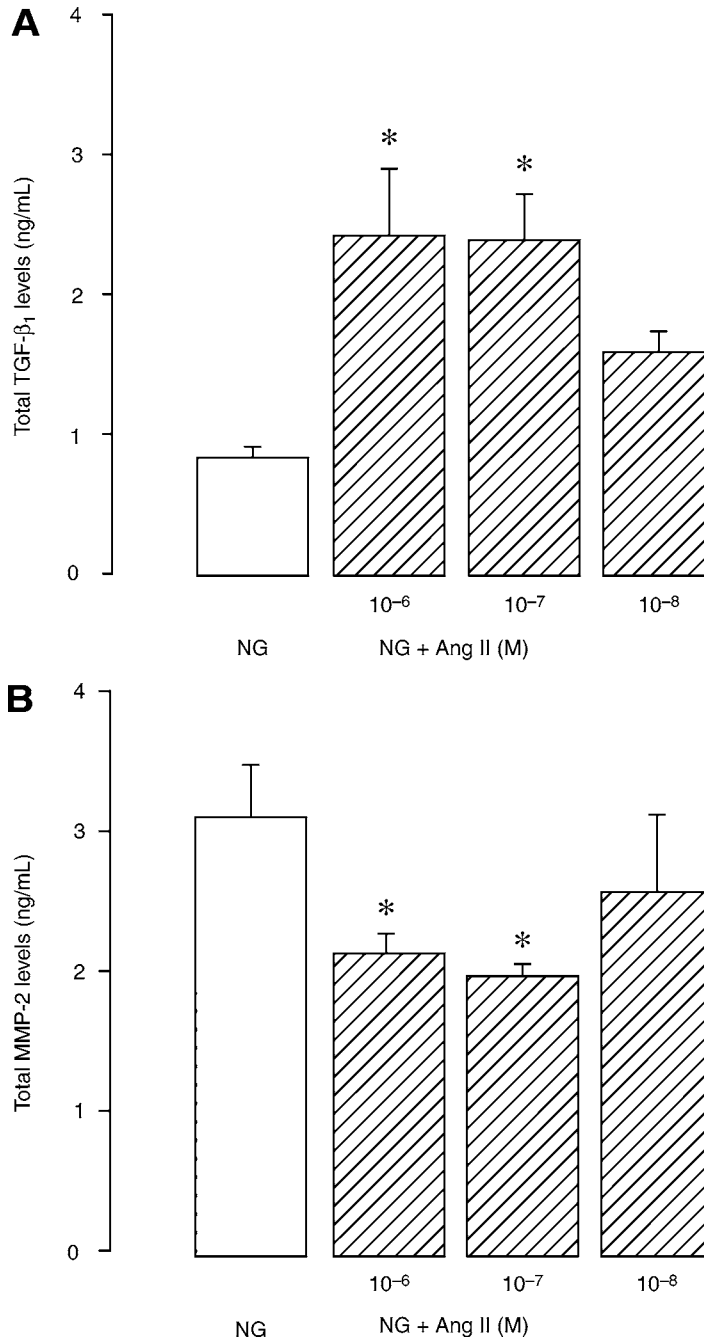 A
4
3
2
1
0
Total TGF-β₁ levels (ng/mL)
*
*
10⁻⁶ 10⁻⁷ 10⁻⁸
NG NG + Ang II (M)
B
4
3
2
1
0
Total MMP-2 levels (ng/mL)
*
*
10⁻⁶ 10⁻⁷ 10⁻⁸
NG NG + Ang II (M)